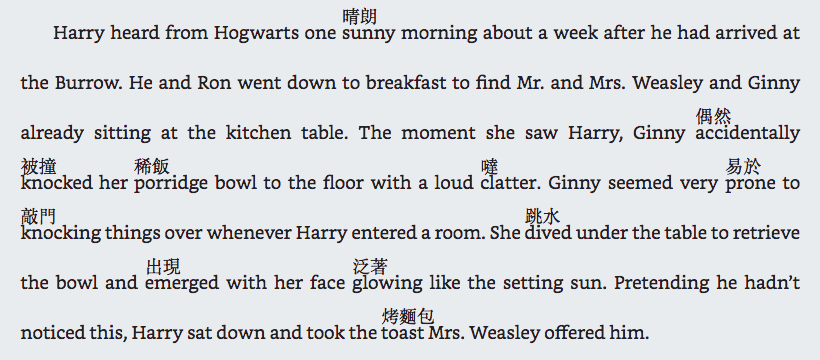 晴朗
Harry heard from Hogwarts one sunny morning about a week after he had arrived at
the Burrow. He and Ron went down to breakfast to find Mr. and Mrs. Weasley and Ginny
偶然
already sitting at the kitchen table. The moment she saw Harry, Ginny accidentally
被撞 稀飯 噠 易於
knocked her porridge bowl to the floor with a loud clatter. Ginny seemed very prone to
敲門 跳水
knocking things over whenever Harry entered a room. She dived under the table to retrieve
出現 泛著
the bowl and emerged with her face glowing like the setting sun. Pretending he hadn’t
烤麵包
noticed this, Harry sat down and took the toast Mrs. Weasley offered him.